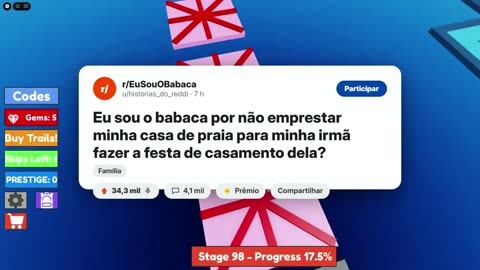 Codes
Gems: 5
Buy Trails!
Skips Left: 1
PRESTIGE: 0
r/
r/EuSouOBabaca
u/historias_do_reddi · 7 h
Participar
Eu sou o babaca por não emprestar
minha casa de praia para minha irmã
fazer a festa de casamento dela?
Família
34,3 mil
4,1 mil
Prêmio
Compartilhar
Stage 98 - Progress 17.5%